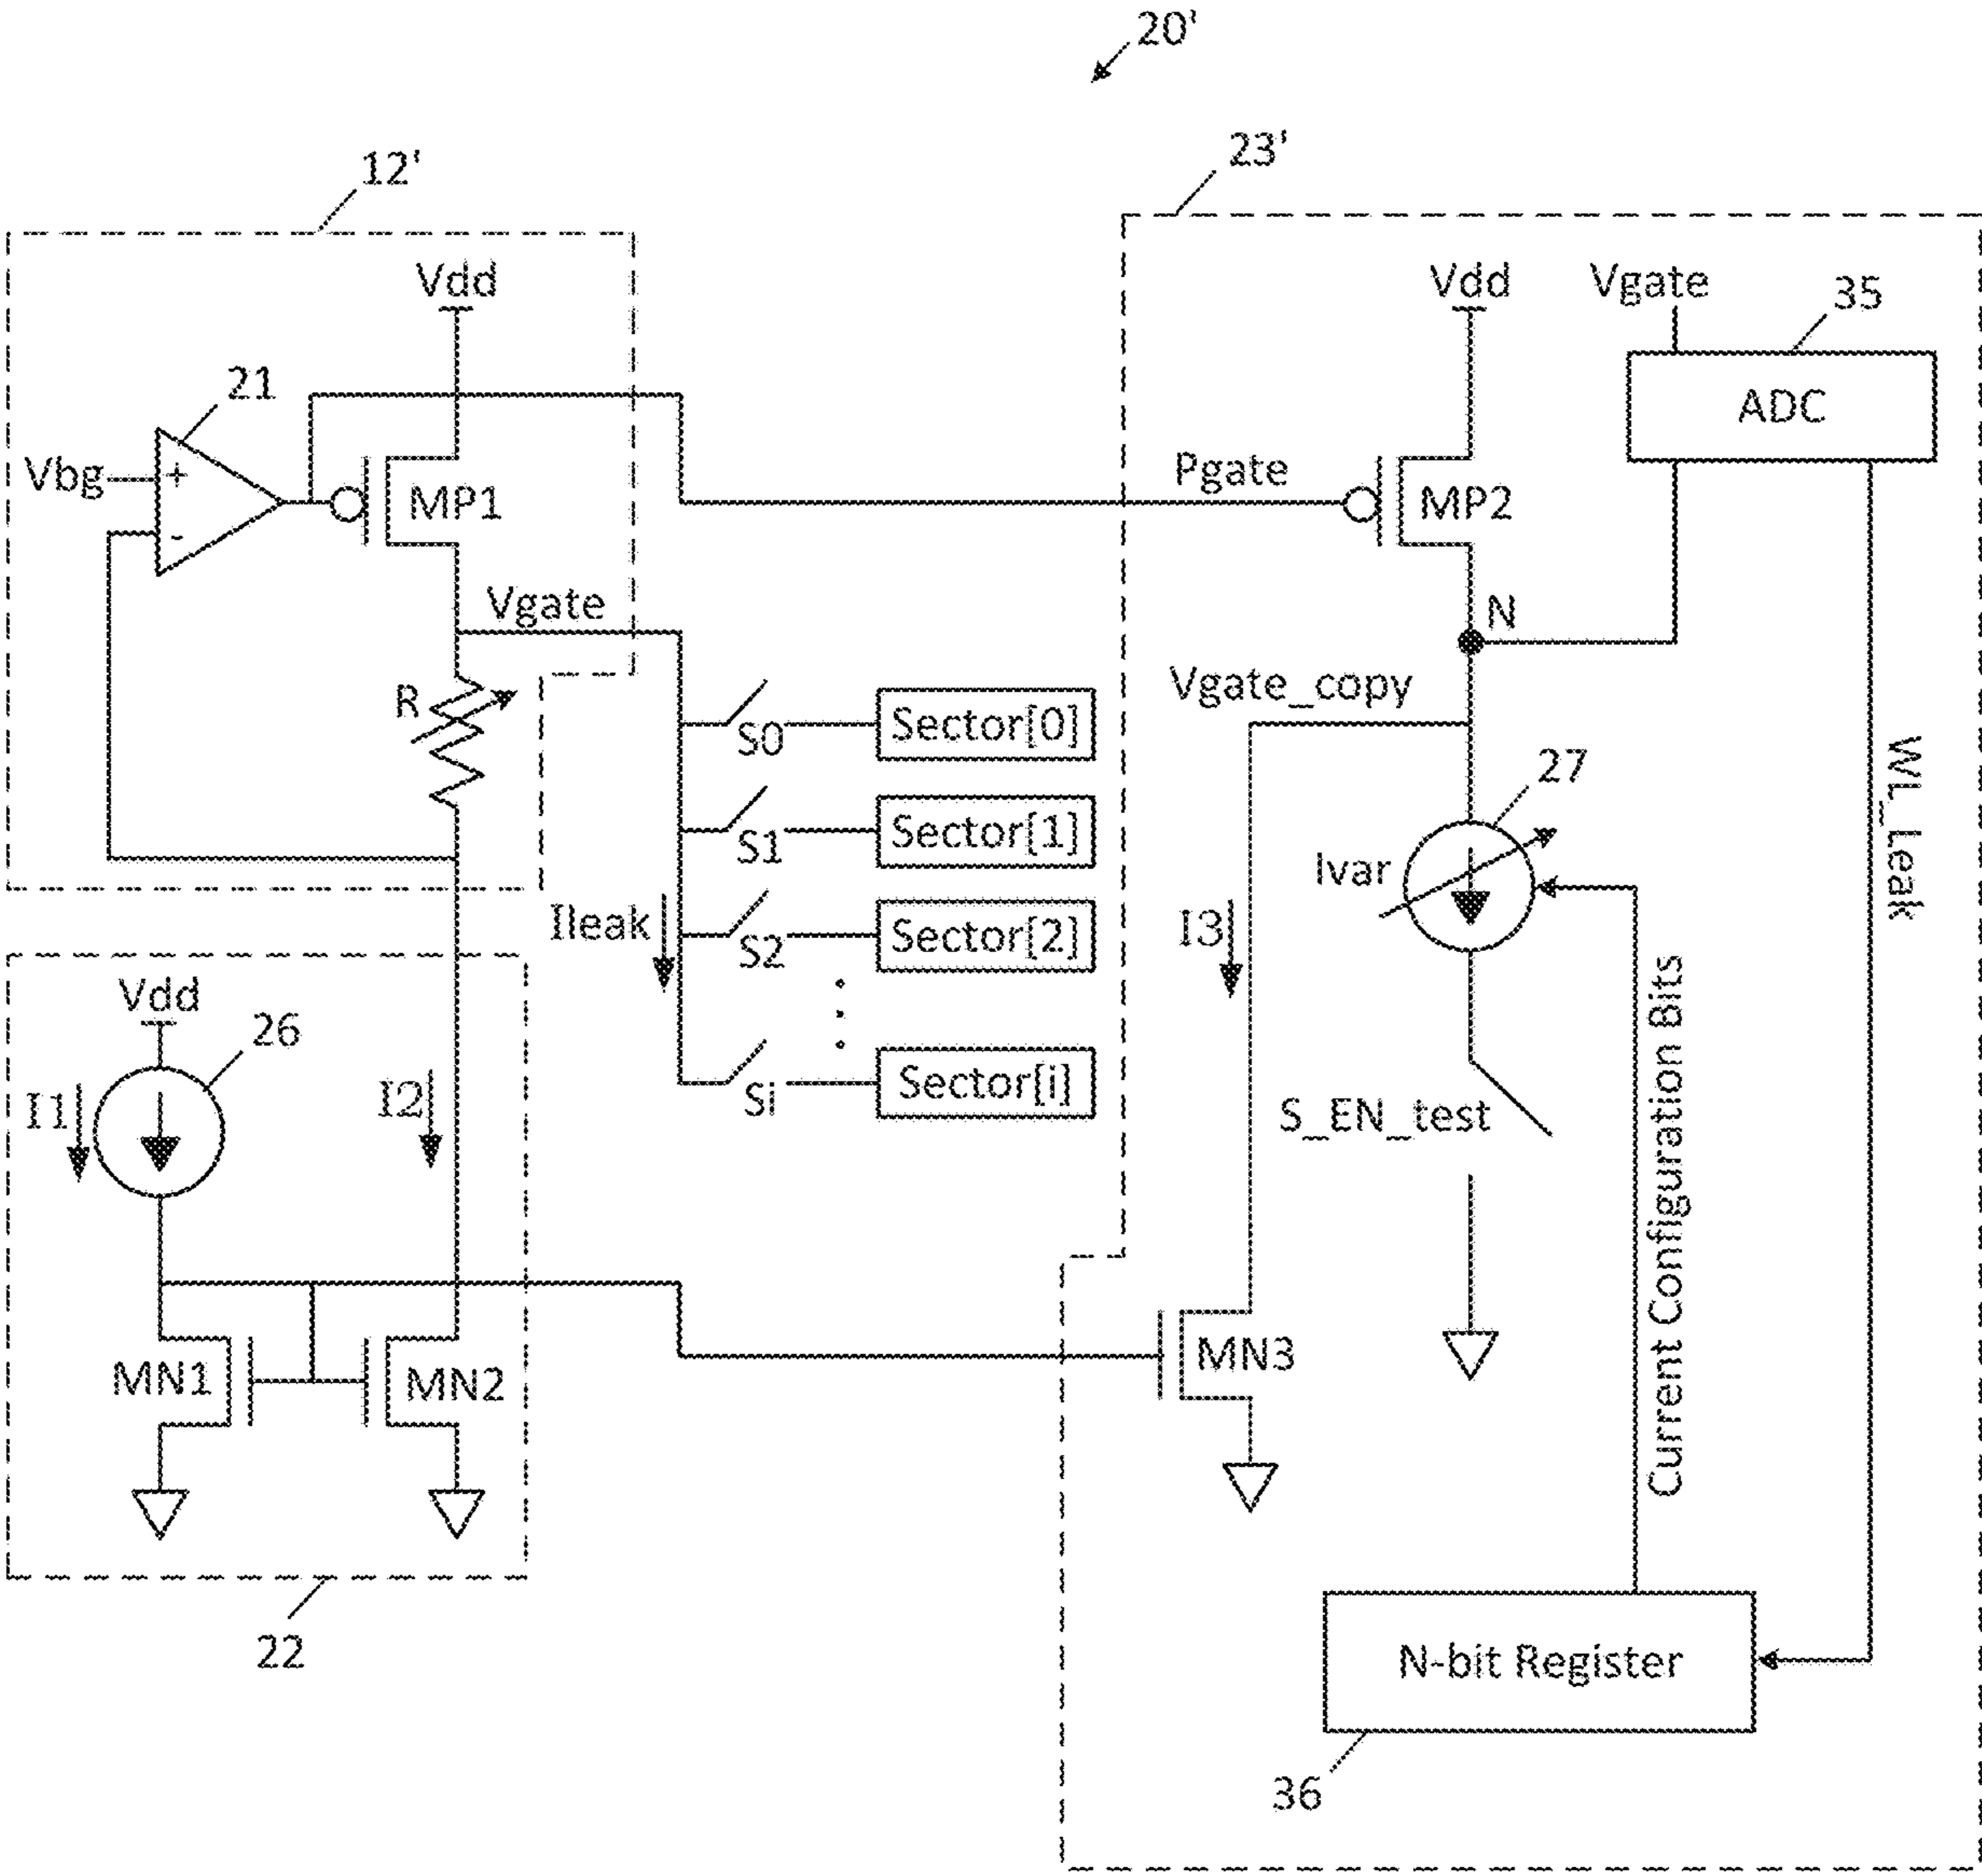 20'
12'
23'
Vdd
Vdd
Vgate
35
21
ADC
Vbg
+
-
MP1
Pgate
MP2
Vgate
N
R
Vgate_copy
S0
Sector[0]
27
S1
Sector[1]
Ivar
WL_Leak
Ileak
S2
Sector[2]
I3
Vdd
26
I1
I2
Si
Sector[i]
S_EN_test
Current Configuration Bits
MN1
MN2
MN3
22
N-bit Register
36